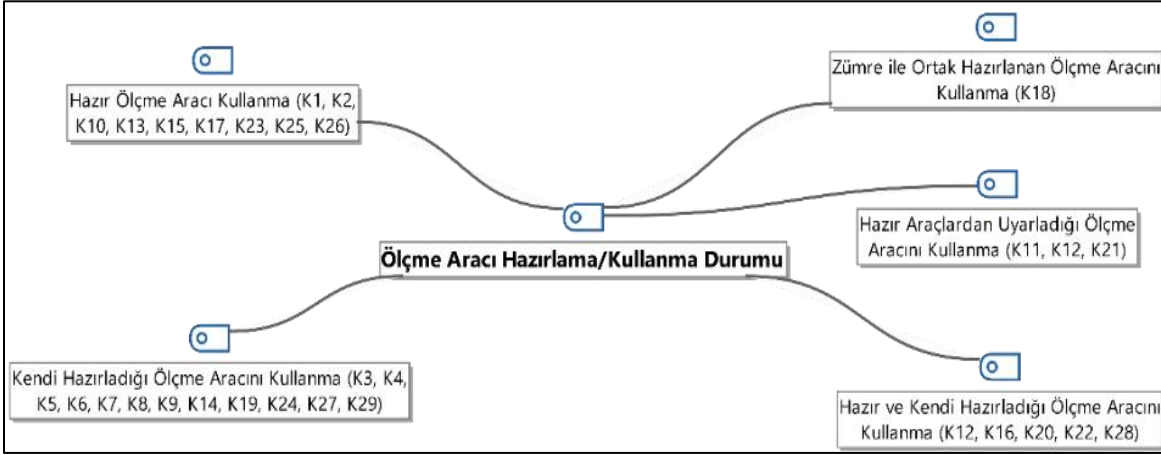 Hazır Ölçme Aracı Kullanma (K1, K2,
K10, K13, K15, K17, K23, K25, K26)
Zümre ile Ortak Hazırlanan Ölçme Aracını
Kullanma (K18)
Hazır Araçlardan Uyarladığı Ölçme
Aracını Kullanma (K11, K12, K21)
Ölçme Aracı Hazırlama/Kullanma Durumu
Kendi Hazırladığı Ölçme Aracını Kullanma (K3, K4,
K5, K6, K7, K8, K9, K14, K19, K24, K27, K29)
Hazır ve Kendi Hazırladığı Ölçme Aracını
Kullanma (K12, K16, K20, K22, K28)